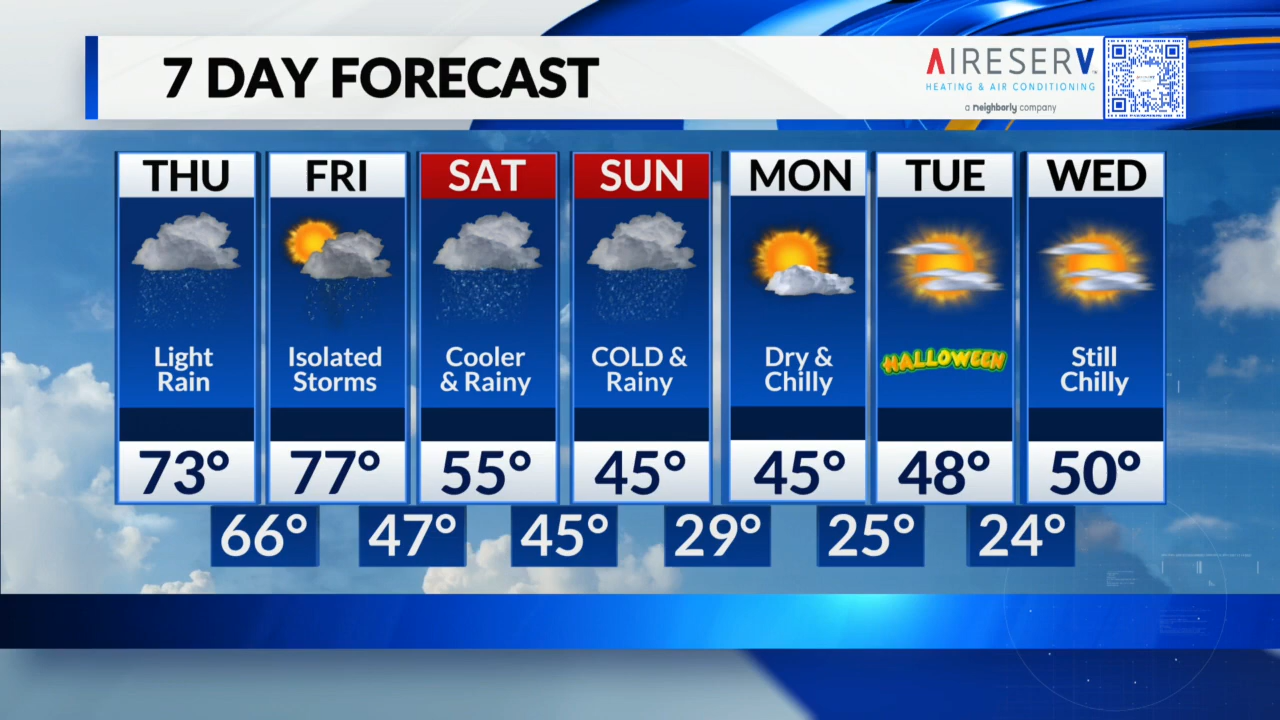 7 DAY FORECAST
AIRESERV
HEATING & AIR CONDITIONING
a neighborly company
THU FRI SAT SUN MON TUE WED
Light Rain
Isolated Storms
Cooler & Rainy
COLD & Rainy
Dry & Chilly
HALLOWEEN
Still Chilly
73° 77° 55° 45° 45° 48° 50°
66° 47° 45° 29° 25° 24°